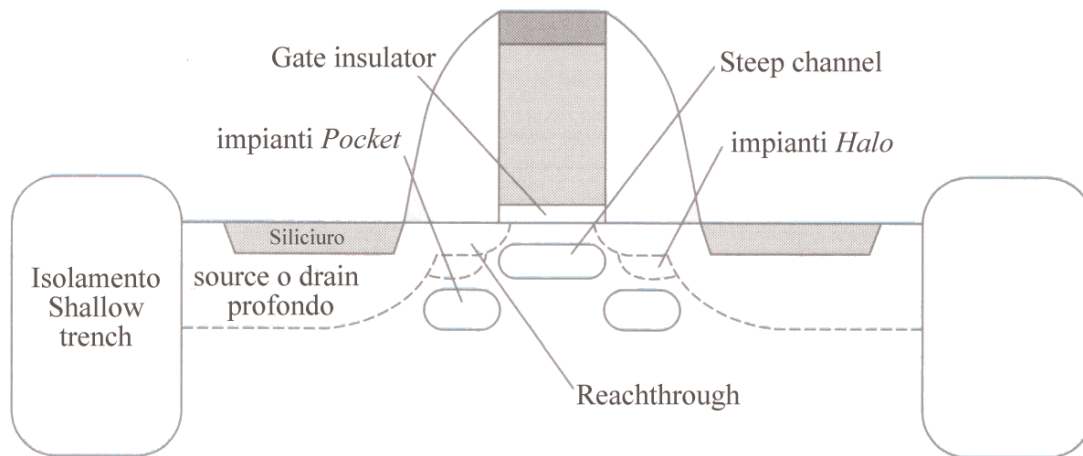 Gate insulator
Steep channel
impianti Pocket
impianti Halo
Siliciuro
Isolamento
Shallow
trench
source o drain
profondo
Reachthrough